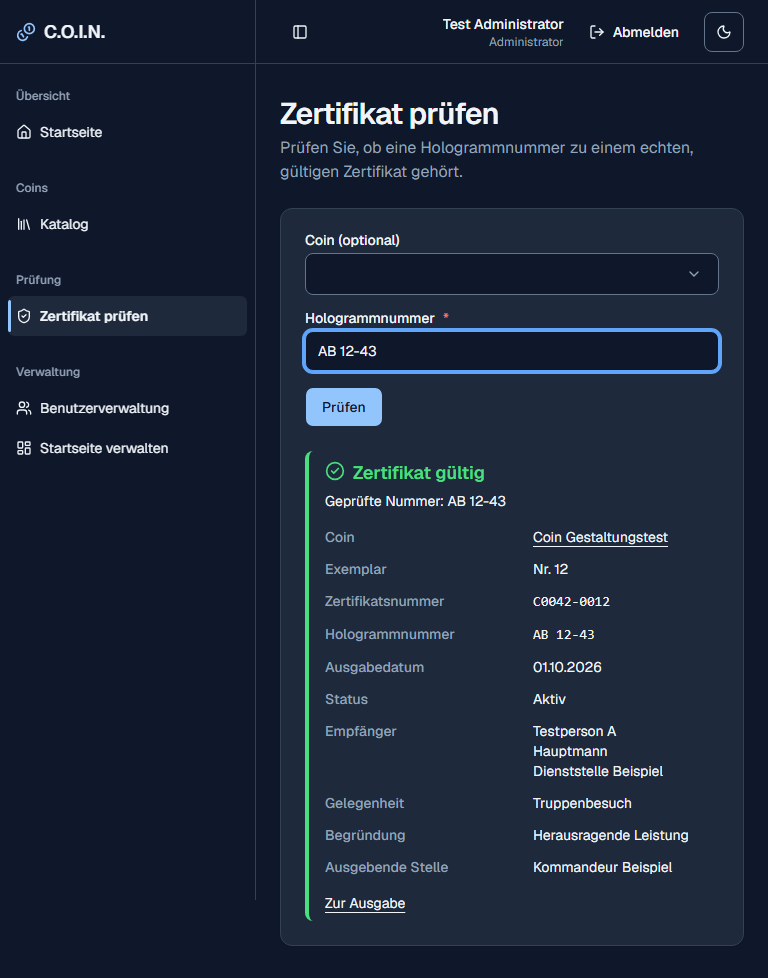 C.O.I.N.
Test Administrator
Administrator
Abmelden
Übersicht
Startseite
Coins
Katalog
Prüfung
Zertifikat prüfen
Verwaltung
Benutzerverwaltung
Startseite verwalten
Zertifikat prüfen
Prüfen Sie, ob eine Hologrammnummer zu einem echten,
gültigen Zertifikat gehört.
Coin (optional)
Hologrammnummer *
AB 12-43
Prüfen
Zertifikat gültig
Geprüfte Nummer: AB 12-43
Coin Coin Gestaltungstest
Exemplar Nr. 12
Zertifikatsnummer C0042-0012
Hologrammnummer AB 12-43
Ausgabedatum 01.10.2026
Status Aktiv
Empfänger Testperson A
Hauptmann
Dienststelle Beispiel
Gelegenheit Truppenbesuch
Begründung Herausragende Leistung
Ausgebende Stelle Kommandeur Beispiel
Zur Ausgabe